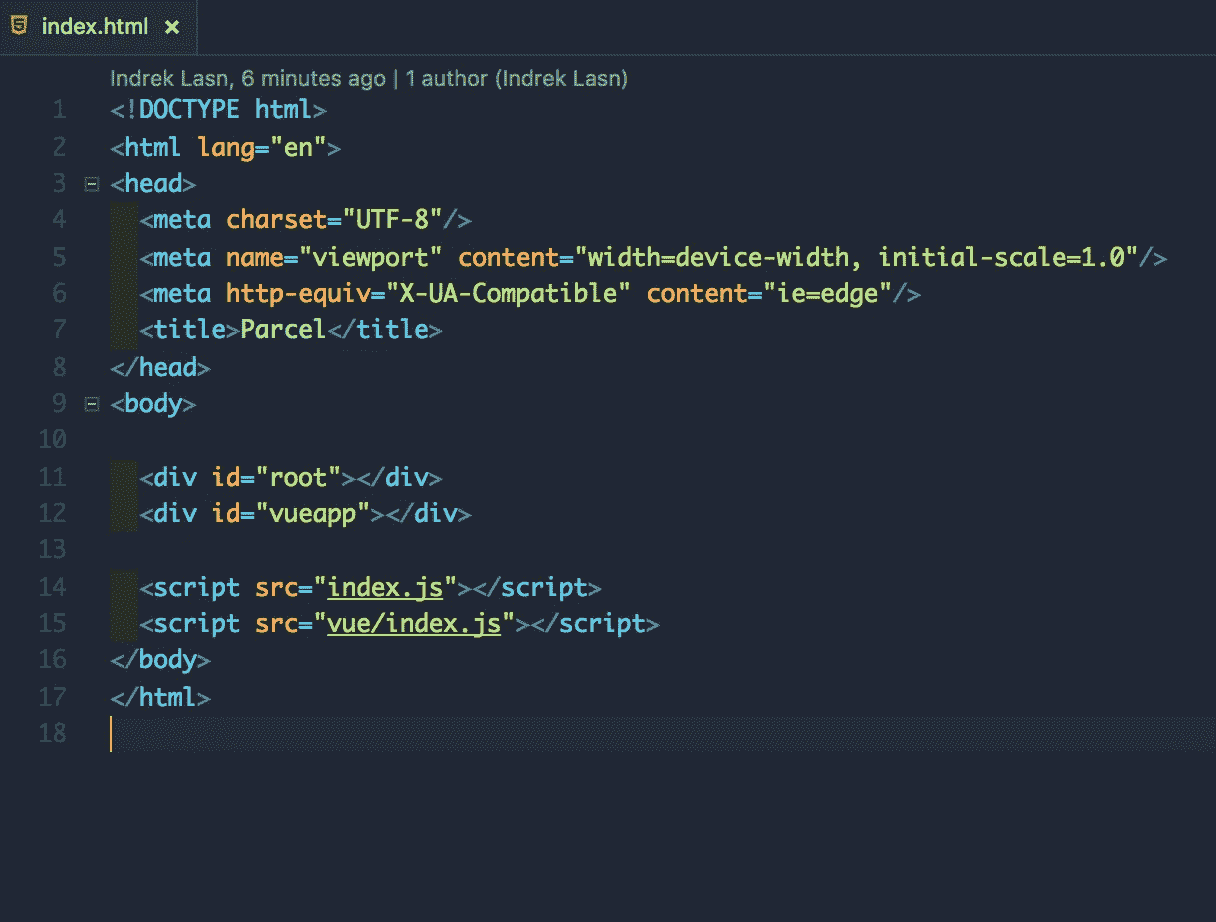 index.html ×
Indrek Lasn, 6 minutes ago | 1 author (Indrek Lasn)
1 <!DOCTYPE html>
2 <html lang="en">
3 <head>
4 <meta charset="UTF-8"/>
5 <meta name="viewport" content="width=device-width, initial-scale=1.0"/>
6 <meta http-equiv="X-UA-Compatible" content="ie=edge"/>
7 <title>Parcel</title>
8 </head>
9 <body>
10
11 <div id="root"></div>
12 <div id="vueapp"></div>
13
14 <script src="index.js"></script>
15 <script src="vue/index.js"></script>
16 </body>
17 </html>
18